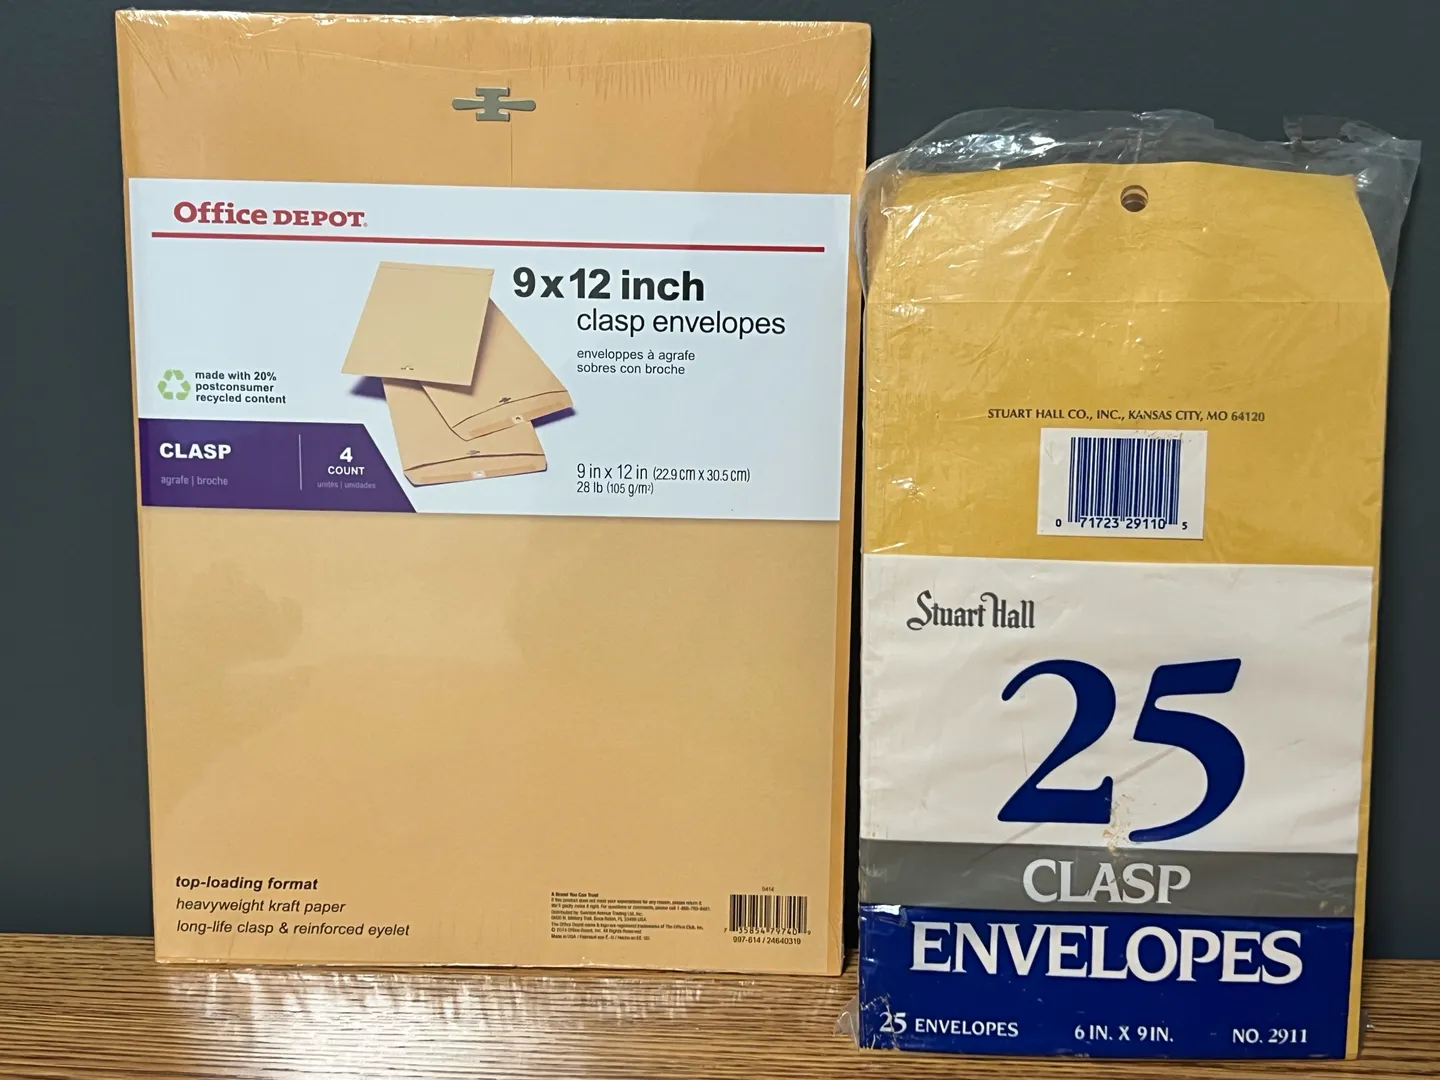 Office DEPOT
9 x 12 inch
clasp envelopes
enveloppes à agrafe
sobres con broche
made with 20%
postconsumer
recycled content
CLASP
agrafe | broche
4
COUNT
unités | unidades
9 in x 12 in (22.9 cm x 30.5 cm)
28 lb (105 g/m²)
top-loading format
heavyweight kraft paper
long-life clasp & reinforced eyelet
A Brand You Can Trust
997-614 / 24640319
STUART HALL CO., INC., KANSAS CITY, MO 64120
0 71723 29110 5
Stuart Hall
25
CLASP
ENVELOPES
25 ENVELOPES 6 IN. X 9 IN. NO. 2911